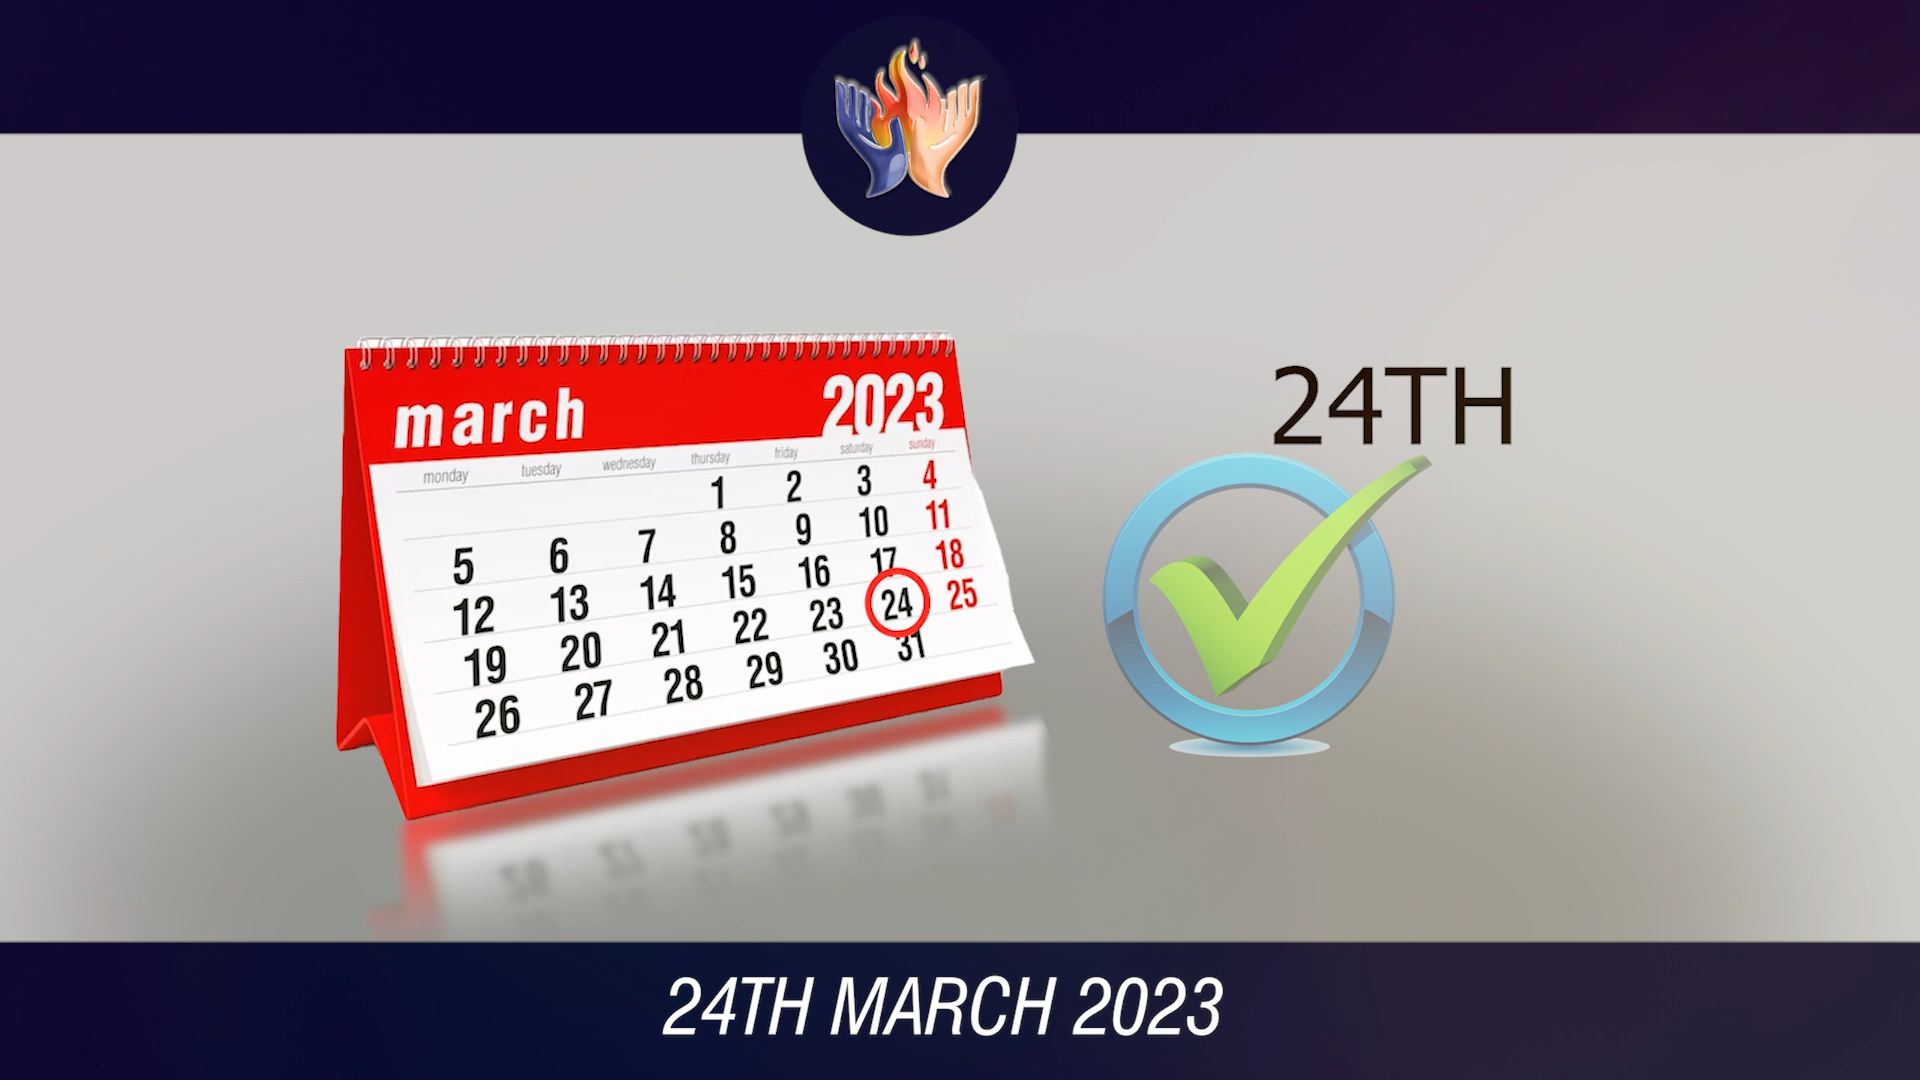 march 2023
monday tuesday wednesday thursday friday saturday sunday
1 2 3 4
5 6 7 8 9 10 11
12 13 14 15 16 17 18
19 20 21 22 23 24 25
26 27 28 29 30 31
24TH
24TH MARCH 2023